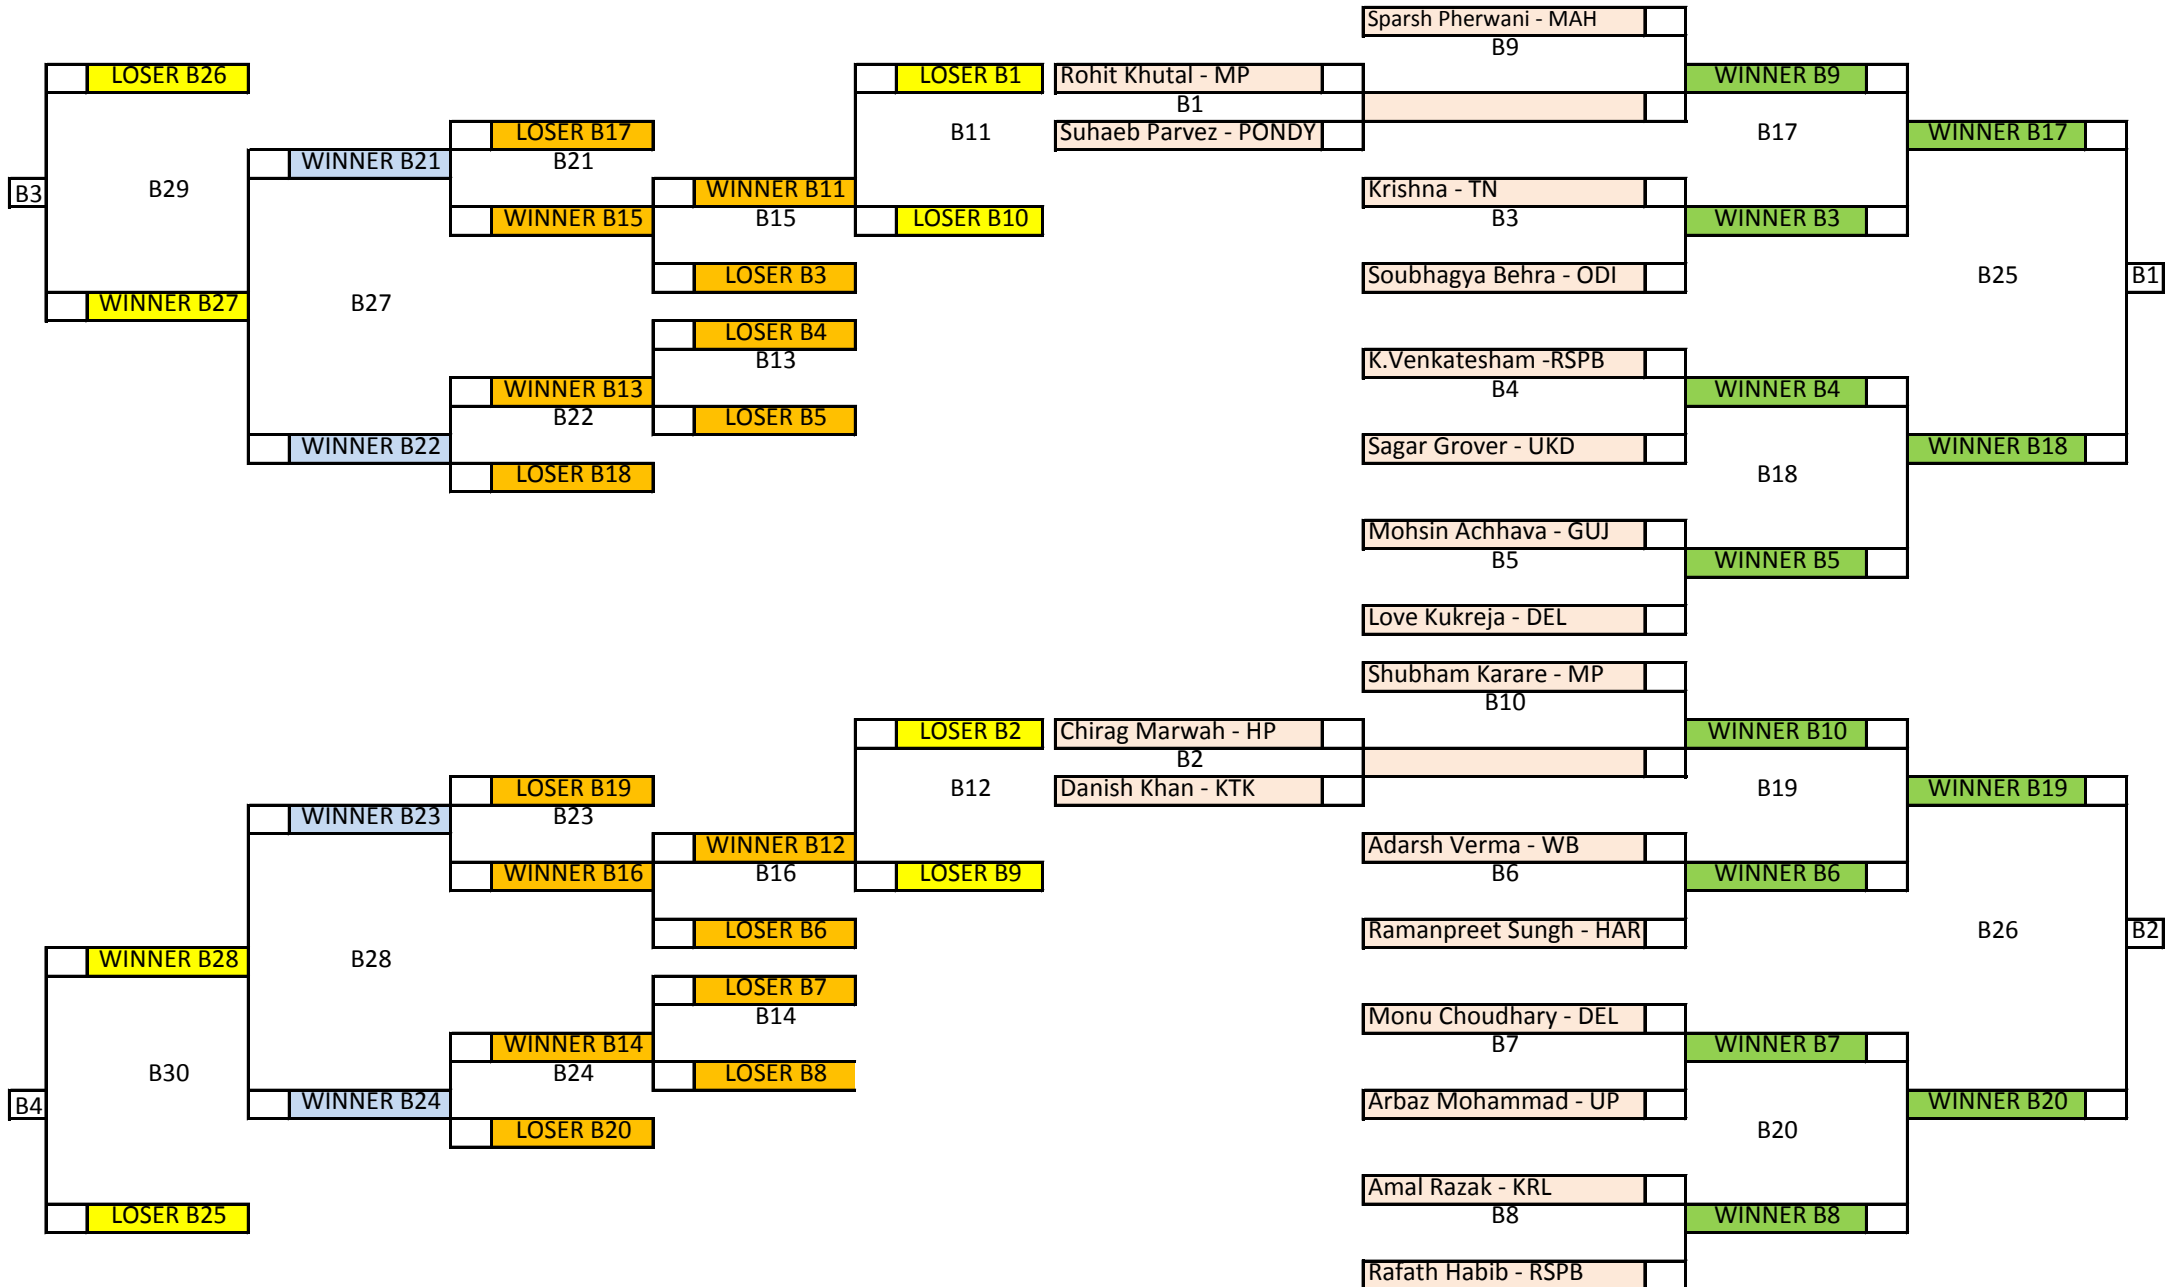 Sparsh Pherwani - MAH
B9
LOSER B26 LOSER B1 Rohit Khutal - MP WINNER B9
B1
LOSER B17 B11 Suhaeb Parvez - PONDY B17 WINNER B17
WINNER B21 B21
B3 B29 WINNER B11 Krishna - TN
WINNER B15 B15 LOSER B10 B3 WINNER B3
LOSER B3 Soubhagya Behra - ODI B25 B1
WINNER B27 B27
LOSER B4
B13 K.Venkatesham -RSPB
WINNER B13 B4 WINNER B4
B22 LOSER B5
WINNER B22 Sagar Grover - UKD WINNER B18
LOSER B18 B18
Mohsin Achhava - GUJ
B5 WINNER B5
Love Kukreja - DEL
Shubham Karare - MP
B10
LOSER B2 Chirag Marwah - HP WINNER B10
B2
LOSER B19 B12 Danish Khan - KTK B19 WINNER B19
WINNER B23 B23
WINNER B12 Adarsh Verma - WB
WINNER B16 B16 LOSER B9 B6 WINNER B6
LOSER B6 Ramanpreet Sungh - HAR B26 B2
WINNER B28 B28
LOSER B7
B14 Monu Choudhary - DEL
WINNER B14 B7 WINNER B7
B30 B24 LOSER B8
B4 WINNER B24 Arbaz Mohammad - UP WINNER B20
LOSER B20 B20
Amal Razak - KRL
LOSER B25 B8 WINNER B8
Rafath Habib - RSPB